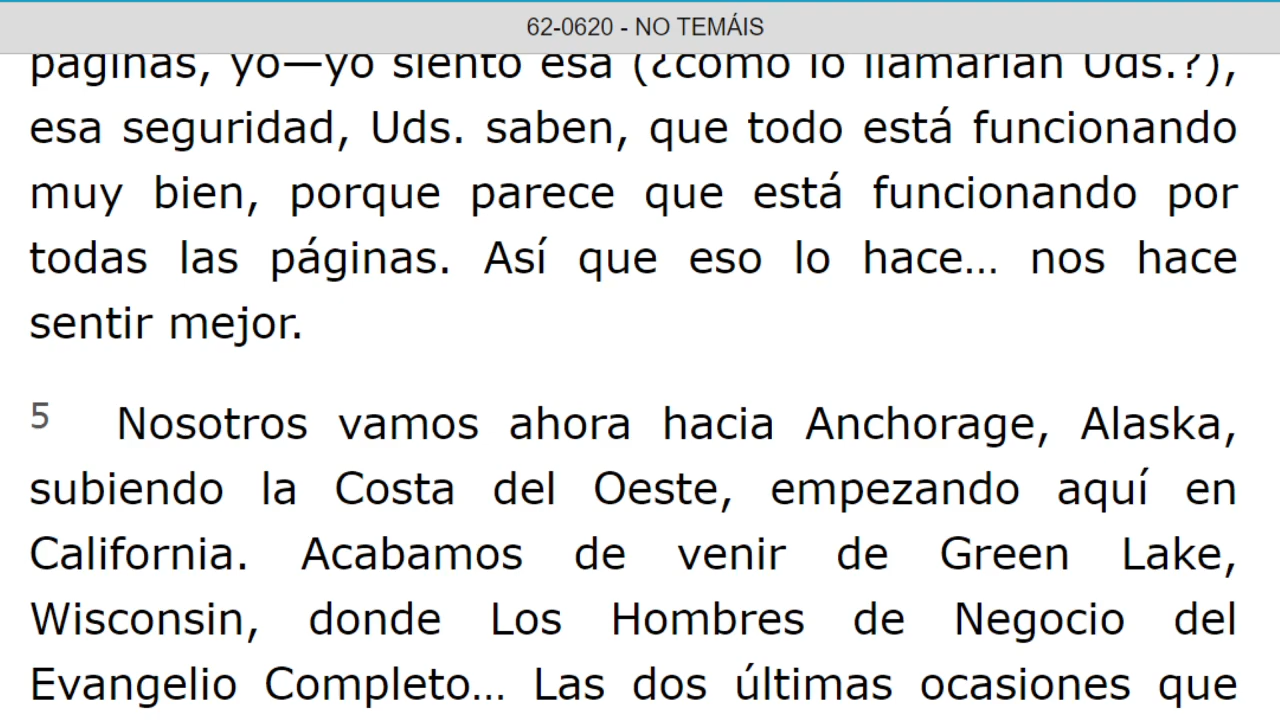 62-0620 - NO TEMÁIS
páginas, yo—yo siento esa (¿cómo lo llamarían Uds.?),
esa seguridad, Uds. saben, que todo está funcionando
muy bien, porque parece que está funcionando por
todas las páginas. Así que eso lo hace... nos hace
sentir mejor.
5 Nosotros vamos ahora hacia Anchorage, Alaska,
subiendo la Costa del Oeste, empezando aquí en
California. Acabamos de venir de Green Lake,
Wisconsin, donde Los Hombres de Negocio del
Evangelio Completo... Las dos últimas ocasiones que